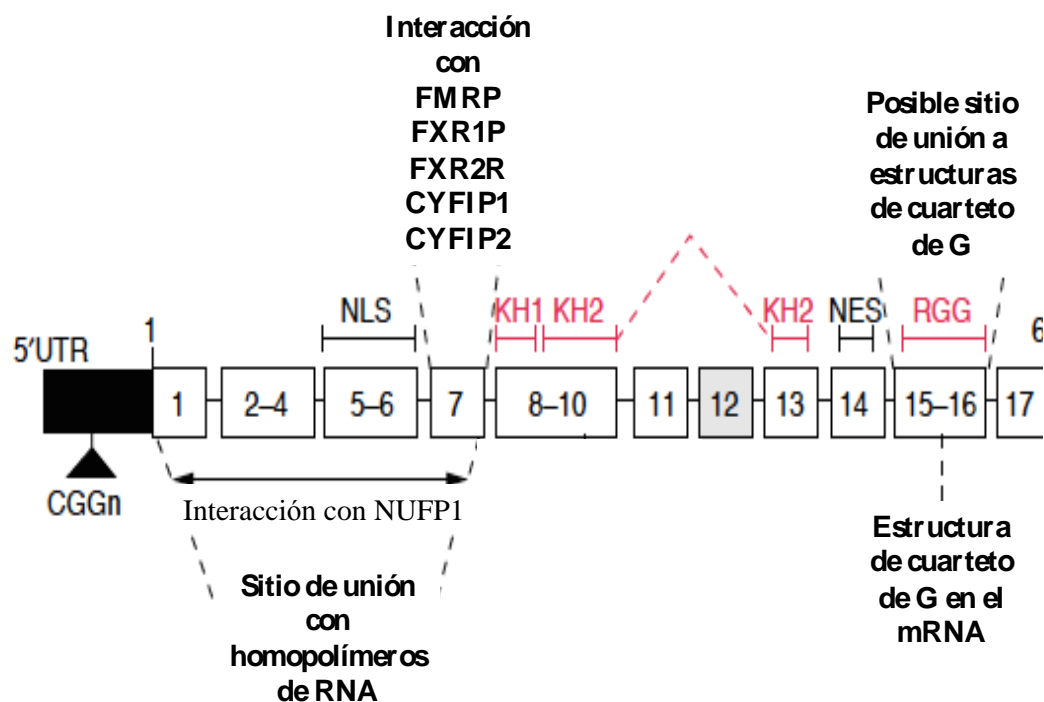 Interacción
con
FMRP
FXR1P
FXR2R
CYFIP1
CYFIP2
Posible sitio
de unión a
estructuras
de cuarteto
de G
NLS
KH1
KH2
KH2
NES
RGG
5'UTR
1
6
1
2–4
5–6
7
8–10
11
12
13
14
15–16
17
CGGn
Interacción con NUFP1
Sitio de unión
con
homopolímeros
de RNA
Estructura
de cuarteto
de G en el
mRNA